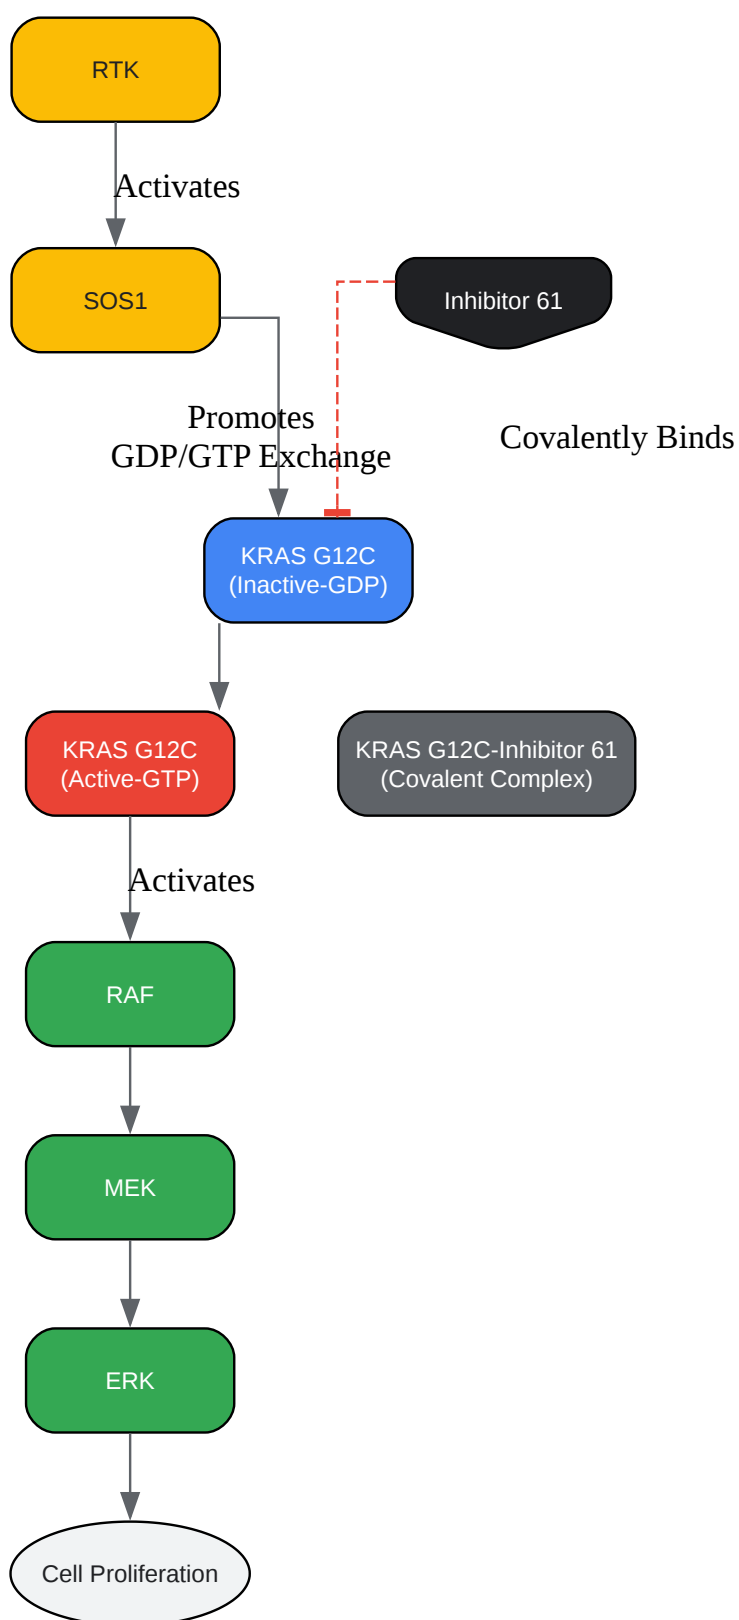 RTK
Activates
SOS1
Inhibitor 61
Promotes
GDP/GTP Exchange
Covalently Binds
KRAS G12C
(Inactive-GDP)
KRAS G12C
(Active-GTP)
KRAS G12C-Inhibitor 61
(Covalent Complex)
Activates
RAF
MEK
ERK
Cell Proliferation